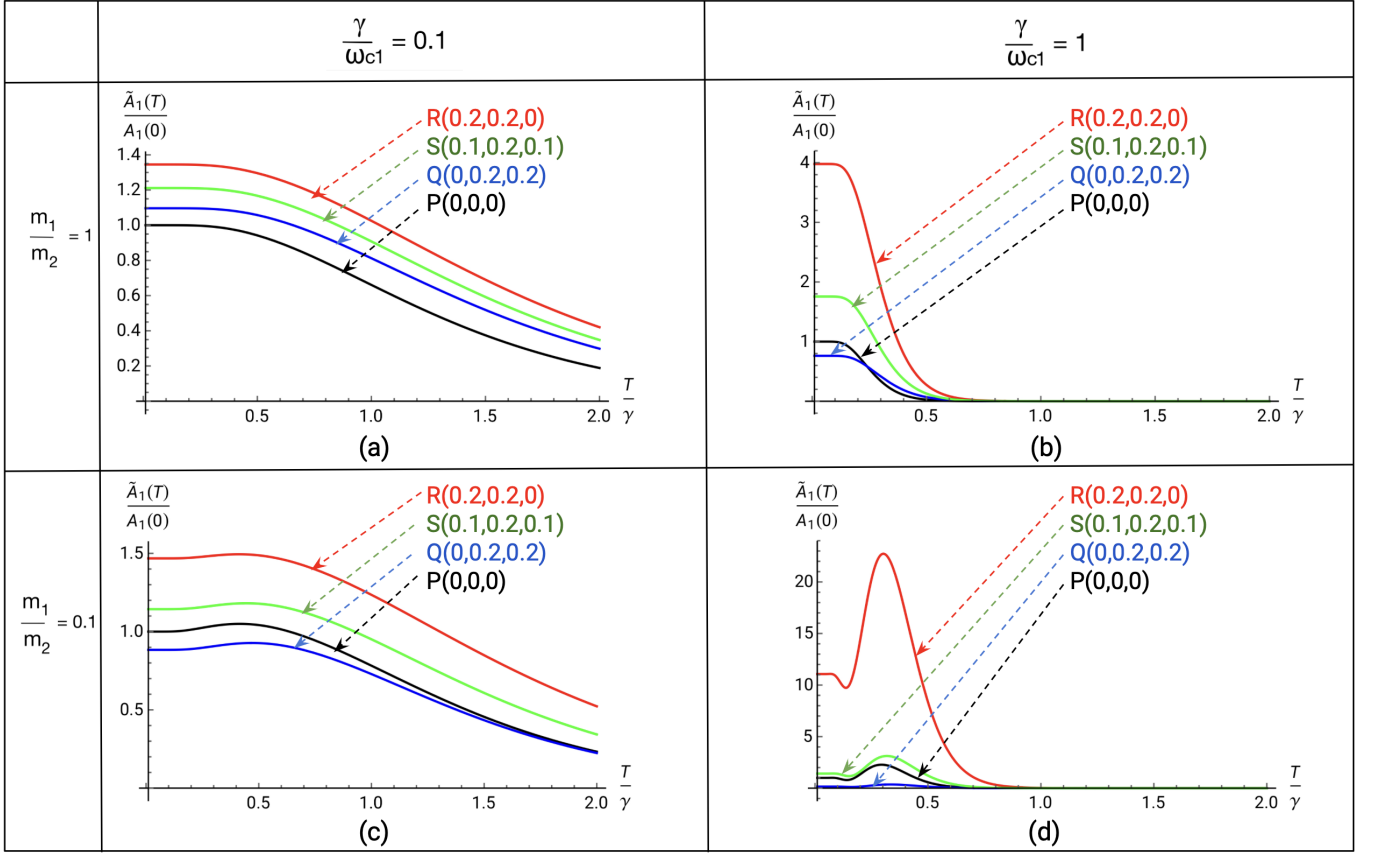 γ
ωc1 = 0.1
γ
ωc1 = 1
m1
m2 = 1
Ã1(T)
A1(0)
R(0.2,0.2,0)
S(0.1,0.2,0.1)
Q(0,0.2,0.2)
P(0,0,0)
1.4
1.2
1.0
0.8
0.6
0.4
0.2
0.5 1.0 1.5 2.0
T
γ
(a)
Ã1(T)
A1(0)
R(0.2,0.2,0)
S(0.1,0.2,0.1)
Q(0,0.2,0.2)
P(0,0,0)
4
3
2
1
0.5 1.0 1.5 2.0
T
γ
(b)
m1
m2 = 0.1
Ã1(T)
A1(0)
R(0.2,0.2,0)
S(0.1,0.2,0.1)
Q(0,0.2,0.2)
P(0,0,0)
1.5
1.0
0.5
0.5 1.0 1.5 2.0
T
γ
(c)
Ã1(T)
A1(0)
R(0.2,0.2,0)
S(0.1,0.2,0.1)
Q(0,0.2,0.2)
P(0,0,0)
20
15
10
5
0.5 1.0 1.5 2.0
T
γ
(d)